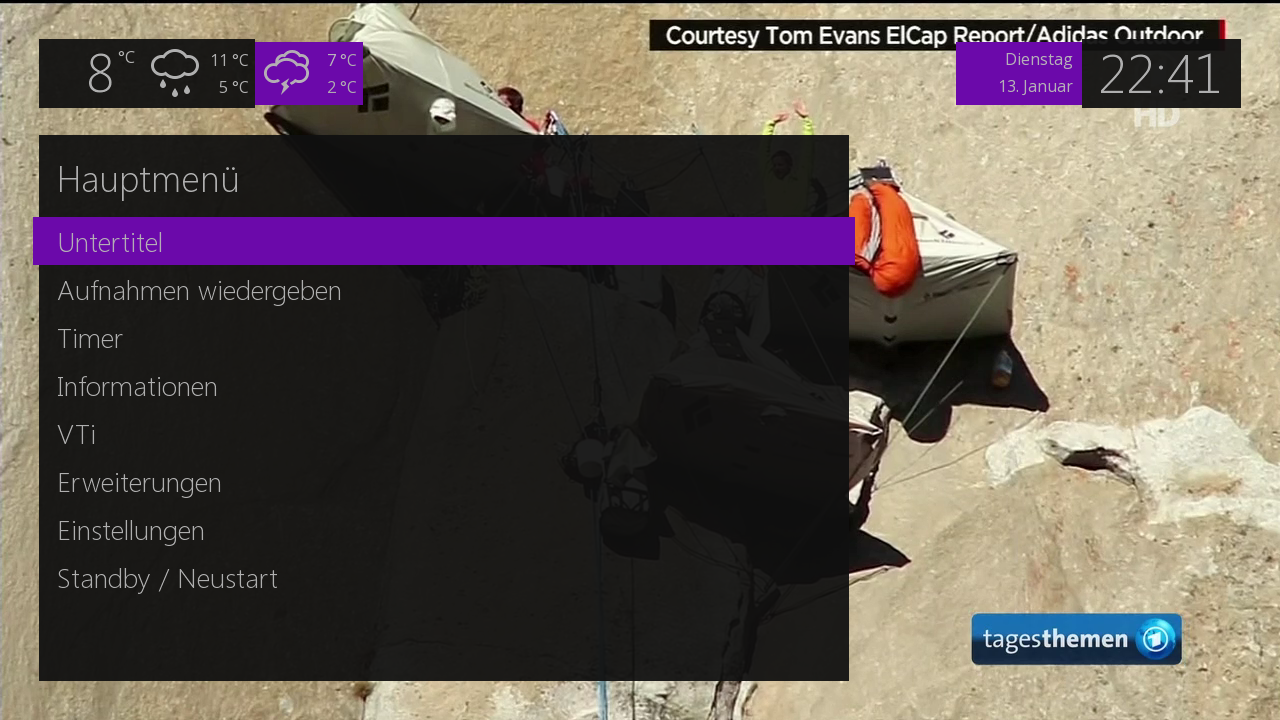 Courtesy Tom Evans ElCap Report/Adidas Outdoor
8 °C
11 °C
5 °C
7 °C
2 °C
Dienstag
13. Januar
22:41
HD
Hauptmenü
Untertitel
Aufnahmen wiedergeben
Timer
Informationen
VTi
Erweiterungen
Einstellungen
Standby / Neustart
tagesthemen